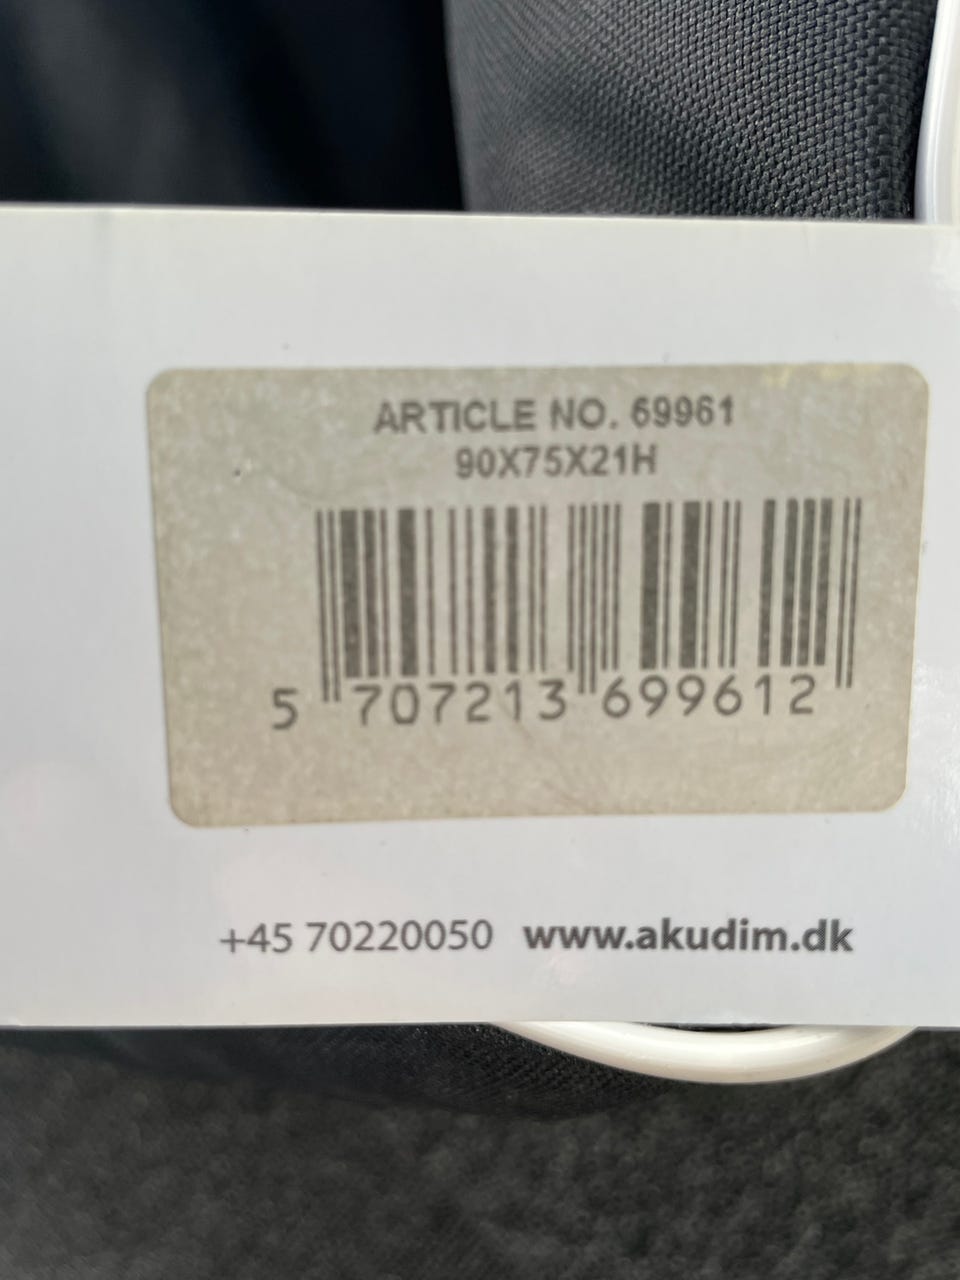 ARTICLE NO. 69961
90X75X21H
5 707213 699612
+45 70220050 www.akudim.dk